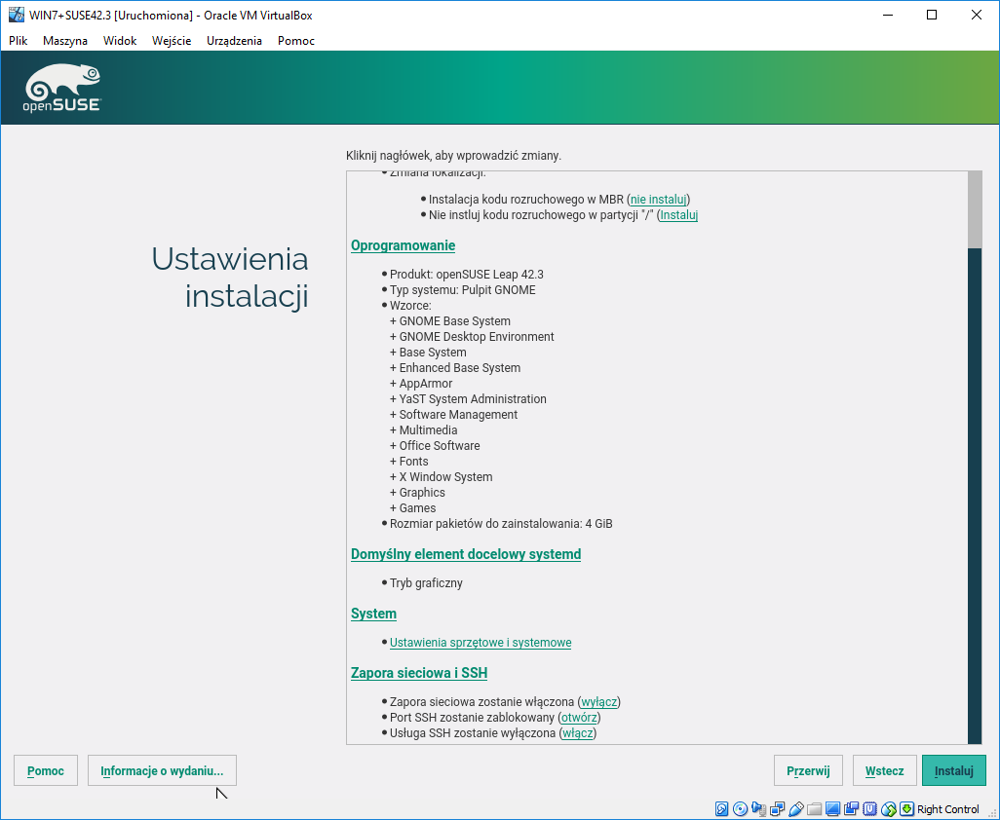 WIN7+SUSE42.3 [Uruchomiona] - Oracle VM VirtualBox
Plik Maszyna Widok Wejście Urządzenia Pomoc
openSUSE
Kliknij nagłówek, aby wprowadzić zmiany.
Ustawienia
instalacji
• Zmiana lokalizacji:
• Instalacja kodu rozruchowego w MBR (nie instaluj)
• Nie instluj kodu rozruchowego w partycji "/" (Instaluj
Oprogramowanie
• Produkt: openSUSE Leap 42.3
• Typ systemu: Pulpit GNOME
• Wzorce:
+ GNOME Base System
+ GNOME Desktop Environment
+ Base System
+ Enhanced Base System
+ AppArmor
+ YaST System Administration
+ Software Management
+ Multimedia
+ Office Software
+ Fonts
+ X Window System
+ Graphics
+ Games
• Rozmiar pakietów do zainstalowania: 4 GiB
Domyślny element docelowy systemd
• Tryb graficzny
System
• Ustawienia sprzętowe i systemowe
Zapora sieciowa i SSH
• Zapora sieciowa zostanie włączona (wyłącz)
• Port SSH zostanie zablokowany (otwórz)
• Usługa SSH zostanie wyłączona (włącz)
Pomoc Informacje o wydaniu... Przerwij Wstecz Instaluj
Right Control